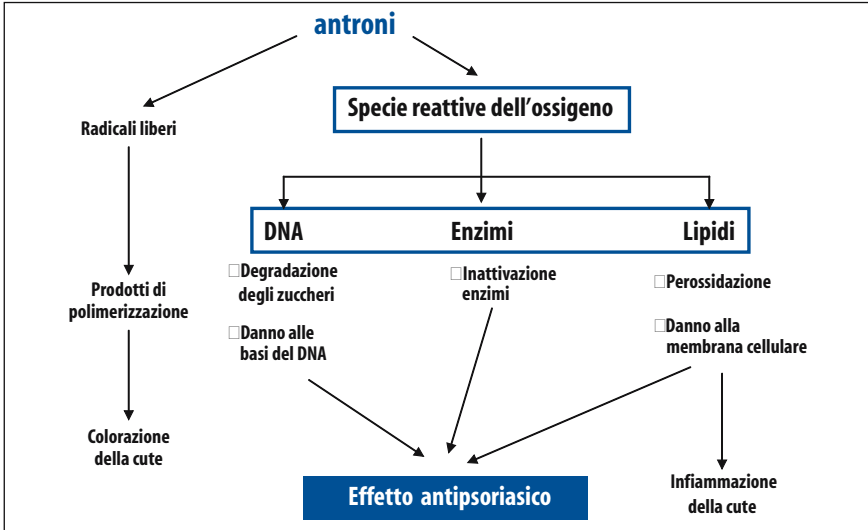 antroni
Specie reattive dell'ossigeno
Radicali liberi
DNA Enzimi Lipidi
□Degradazione
degli zuccheri
□Danno alle
basi del DNA
□Inattivazione
enzimi
□Perossidazione
□Danno alla
membrana cellulare
Prodotti di
polimerizzazione
Colorazione
della cute
Effetto antipsoriasico
Infiammazione
della cute